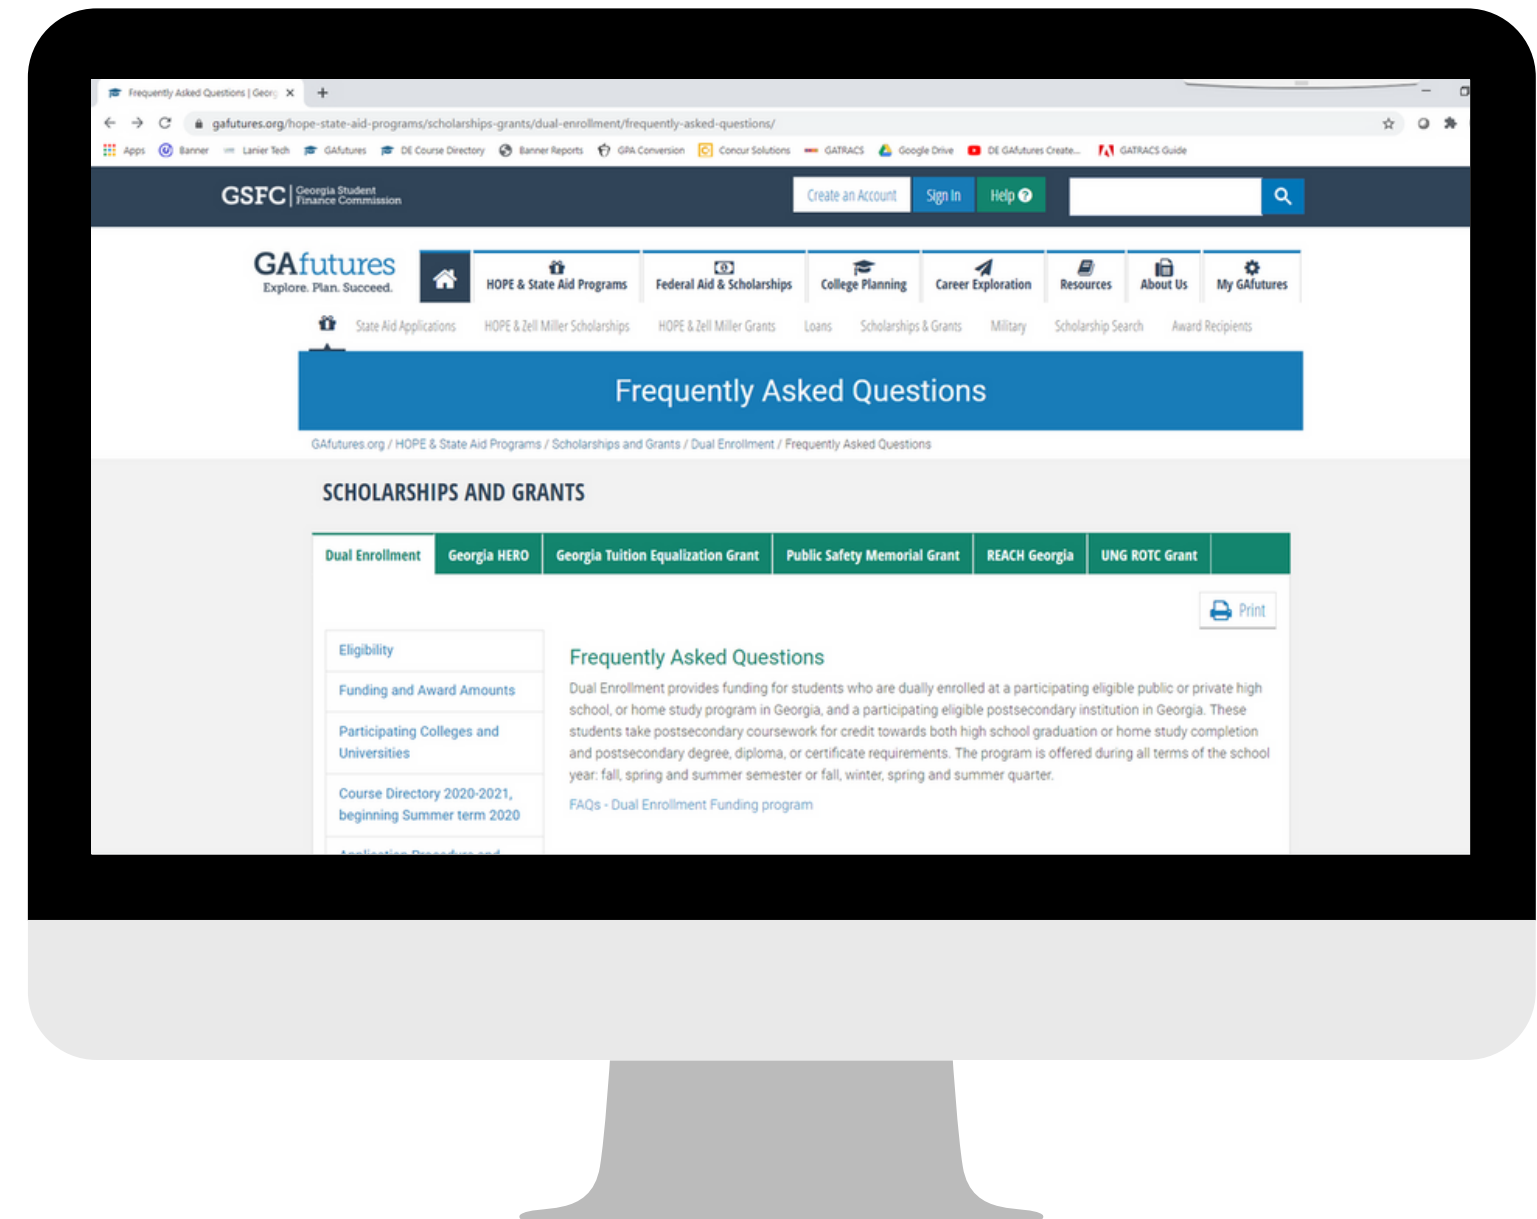 Frequently Asked Questions | Georg
gafutures.org/hope-state-aid-programs/scholarships-grants/dual-enrollment/frequently-asked-questions/
Apps Banner Lanier Tech GAfutures DE Course Directory Banner Reports GPA Conversion Concur Solutions GATRACS Google Drive DE GAfutures Create... GATRACS Guide
GSFC Georgia Student
Finance Commission
Create an Account Sign In Help ?
GAfutures
Explore. Plan. Succeed.
HOPE & State Aid Programs Federal Aid & Scholarships College Planning Career Exploration Resources About Us My GAfutures
State Aid Applications HOPE & Zell Miller Scholarships HOPE & Zell Miller Grants Loans Scholarships & Grants Military Scholarship Search Award Recipients
Frequently Asked Questions
GAfutures.org / HOPE & State Aid Programs / Scholarships and Grants / Dual Enrollment / Frequently Asked Questions
SCHOLARSHIPS AND GRANTS
Dual Enrollment Georgia HERO Georgia Tuition Equalization Grant Public Safety Memorial Grant REACH Georgia UNG ROTC Grant
Print
Eligibility
Funding and Award Amounts
Participating Colleges and
Universities
Course Directory 2020-2021,
beginning Summer term 2020
Application Procedure and
Frequently Asked Questions
Dual Enrollment provides funding for students who are dually enrolled at a participating eligible public or private high
school, or home study program in Georgia, and a participating eligible postsecondary institution in Georgia. These
students take postsecondary coursework for credit towards both high school graduation or home study completion
and postsecondary degree, diploma, or certificate requirements. The program is offered during all terms of the school
year: fall, spring and summer semester or fall, winter, spring and summer quarter.
FAQs - Dual Enrollment Funding program